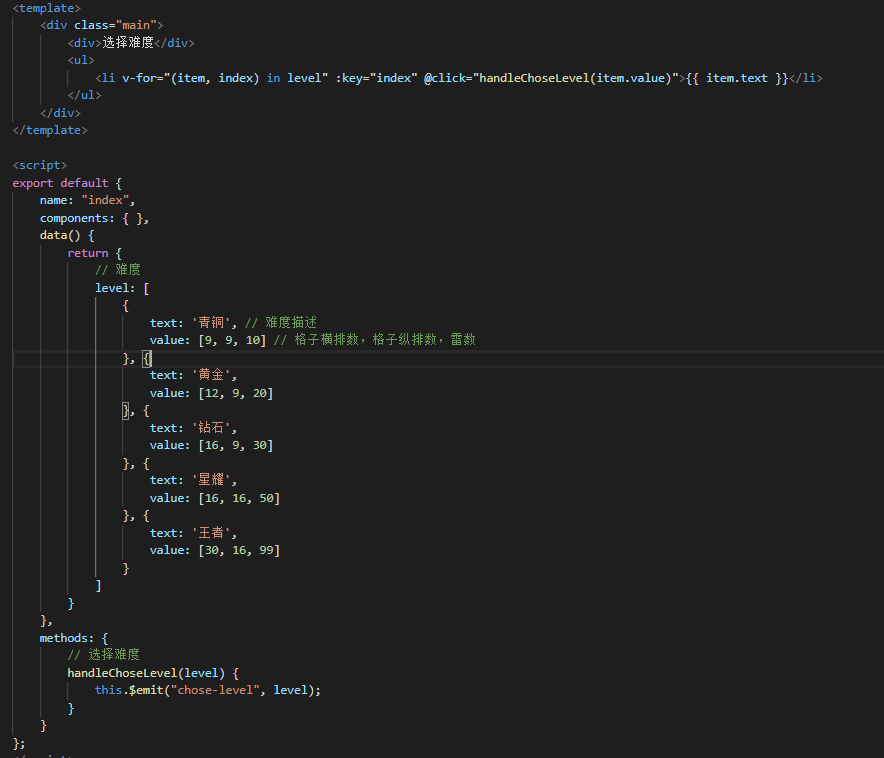 <template>
<div class="main">
<div>选择难度</div>
<ul>
<li v-for="(item, index) in level" :key="index" @click="handleChoseLevel(item.value)">{{ item.text }}</li>
</ul>
</div>
</template>
<script>
export default {
name: "index",
components: { },
data() {
return {
// 难度
level: [
{
text: '青铜', // 难度描述
value: [9, 9, 10] // 格子横排数，格子纵排数，雷数
}, {
text: '黄金',
value: [12, 9, 20]
}, {
text: '钻石',
value: [16, 9, 30]
}, {
text: '星耀',
value: [16, 16, 50]
}, {
text: '王者',
value: [30, 16, 99]
}
]
}
},
methods: {
// 选择难度
handleChoseLevel(level) {
this.$emit("chose-level", level);
}
}
};